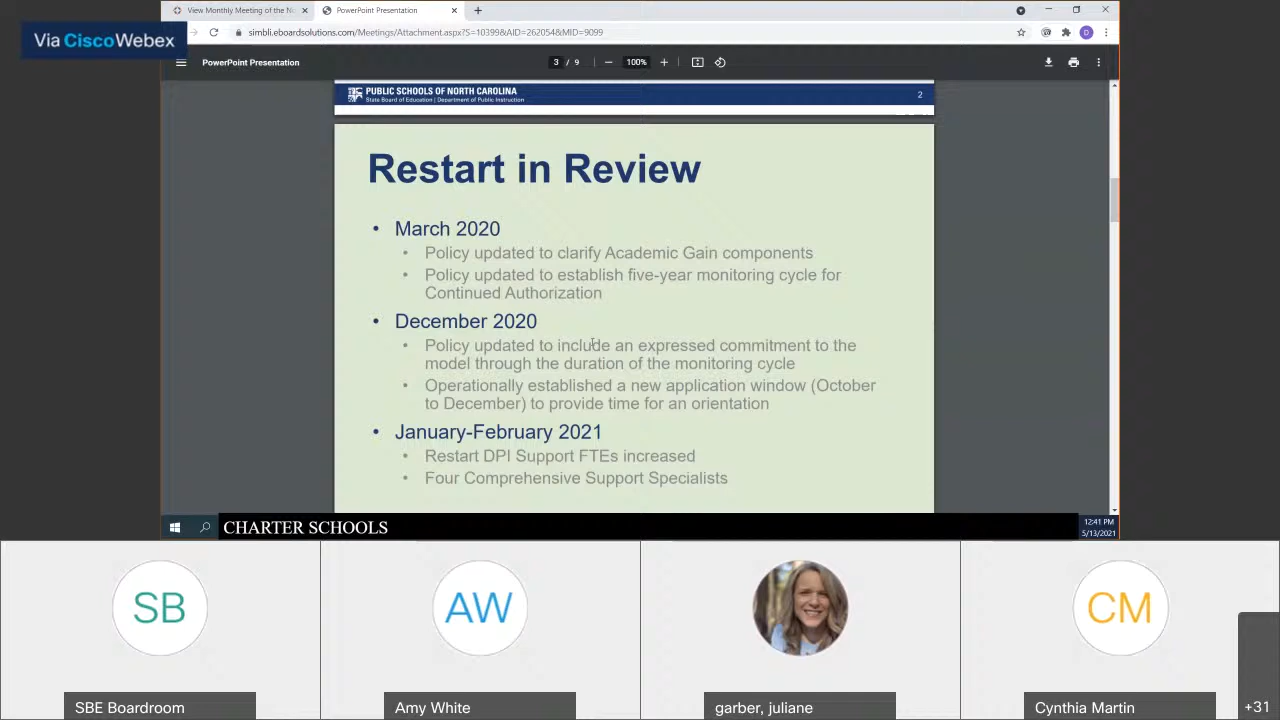 View Monthly Meeting of the No
PowerPoint Presentation
Via Cisco Webex
simbli.eboardsolutions.com/Meetings/Attachment.aspx?S=10399&AID=262054&MID=9099
D
PowerPoint Presentation
3 / 9
100%
PUBLIC SCHOOLS OF NORTH CAROLINA
State Board of Education | Department of Public Instruction
2
Restart in Review
• March 2020
• Policy updated to clarify Academic Gain components
• Policy updated to establish five-year monitoring cycle for
Continued Authorization
• December 2020
• Policy updated to include an expressed commitment to the
model through the duration of the monitoring cycle
• Operationally established a new application window (October
to December) to provide time for an orientation
• January-February 2021
• Restart DPI Support FTEs increased
• Four Comprehensive Support Specialists
CHARTER SCHOOLS
12:41 PM
5/13/2021
SB
AW
CM
SBE Boardroom
Amy White
garber, juliane
Cynthia Martin
+31